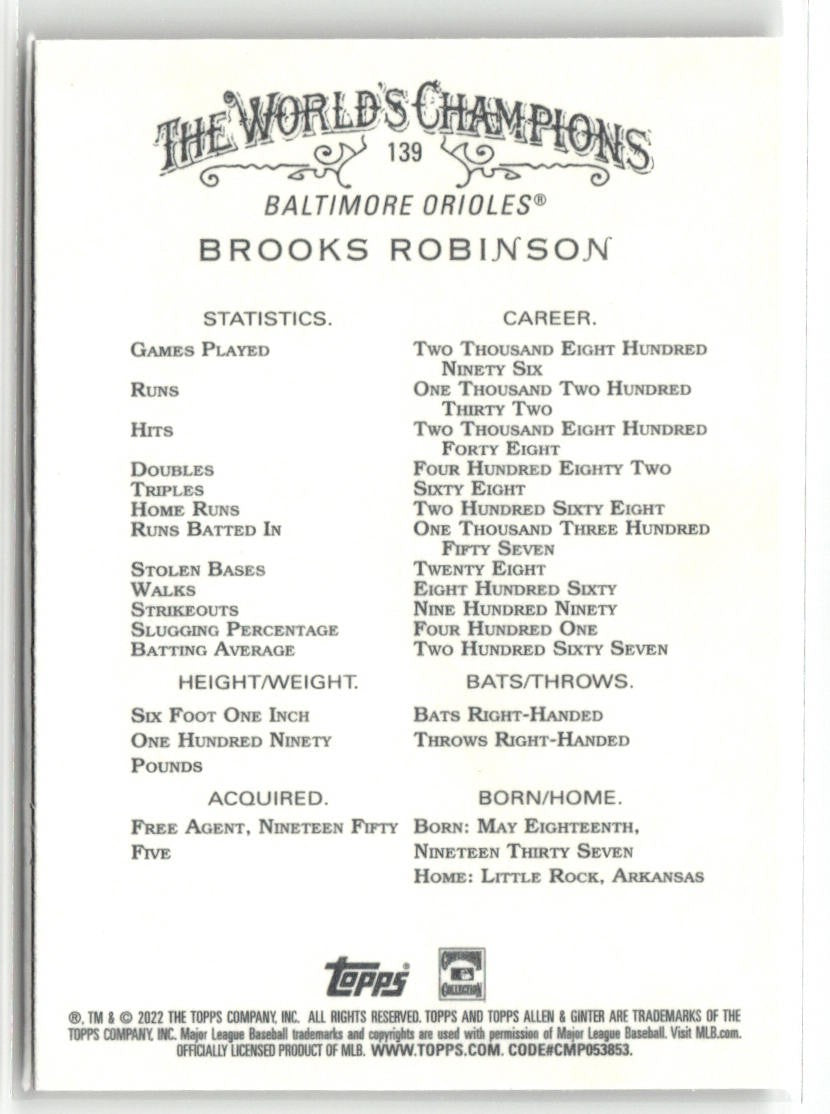 THE WORLD'S CHAMPIONS
139
BALTIMORE ORIOLES®
BROOKS ROBINSON
STATISTICS. CAREER.
GAMES PLAYED TWO THOUSAND EIGHT HUNDRED
NINETY SIX
RUNS ONE THOUSAND TWO HUNDRED
THIRTY TWO
HITS TWO THOUSAND EIGHT HUNDRED
FORTY EIGHT
DOUBLES FOUR HUNDRED EIGHTY TWO
TRIPLES SIXTY EIGHT
HOME RUNS TWO HUNDRED SIXTY EIGHT
RUNS BATTED IN ONE THOUSAND THREE HUNDRED
FIFTY SEVEN
STOLEN BASES TWENTY EIGHT
WALKS EIGHT HUNDRED SIXTY
STRIKEOUTS NINE HUNDRED NINETY
SLUGGING PERCENTAGE FOUR HUNDRED ONE
BATTING AVERAGE TWO HUNDRED SIXTY SEVEN
HEIGHT/WEIGHT. BATS/THROWS.
SIX FOOT ONE INCH BATS RIGHT-HANDED
ONE HUNDRED NINETY THROWS RIGHT-HANDED
POUNDS
ACQUIRED. BORN/HOME.
FREE AGENT, NINETEEN FIFTY BORN: MAY EIGHTEENTH,
FIVE NINETEEN THIRTY SEVEN
HOME: LITTLE ROCK, ARKANSAS
Topps® COOPERSTOWN
COLLECTION
®, TM & © 2022 THE TOPPS COMPANY, INC. ALL RIGHTS RESERVED. TOPPS AND TOPPS ALLEN & GINTER ARE TRADEMARKS OF THE
TOPPS COMPANY, INC. Major League Baseball trademarks and copyrights are used with permission of Major League Baseball. Visit MLB.com.
OFFICIALLY LICENSED PRODUCT OF MLB. WWW.TOPPS.COM. CODE#CMP053853.